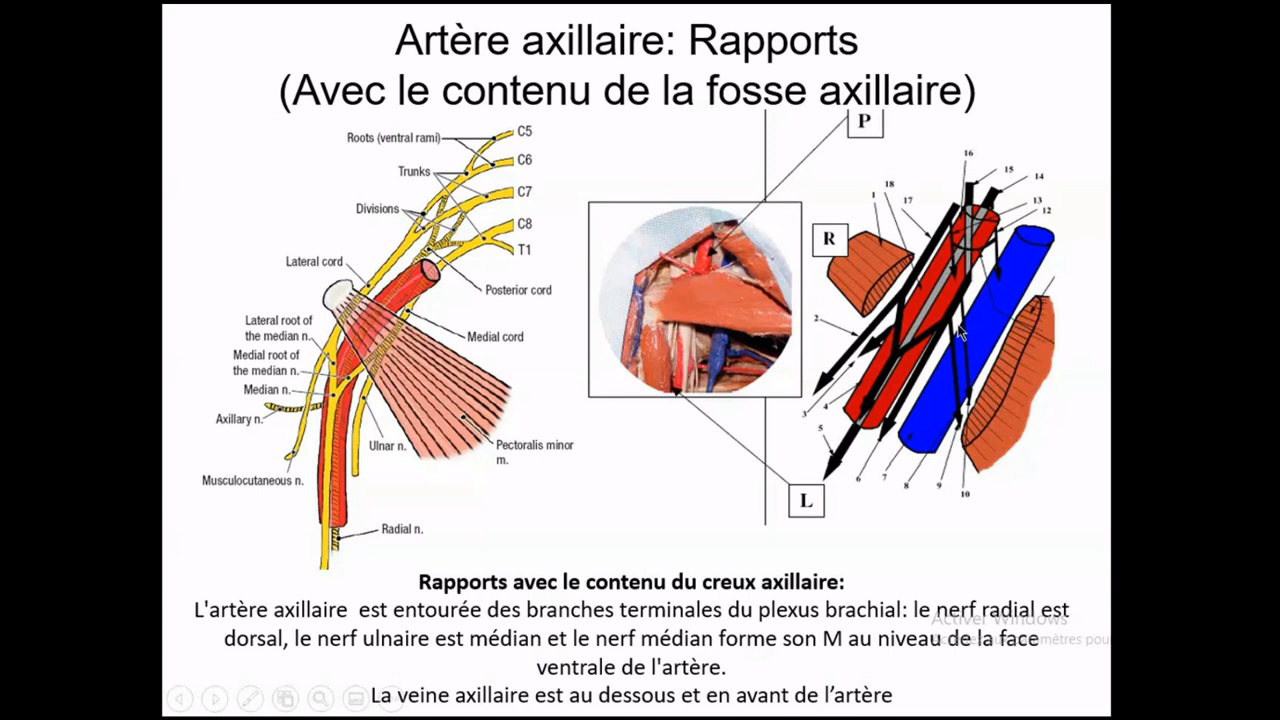 Artère axillaire: Rapports
(Avec le contenu de la fosse axillaire)
Roots (ventral rami)
C5
C6
Trunks
C7
Divisions
C8
T1
Lateral cord
Posterior cord
Lateral root of
the median n.
Medial cord
Medial root of
the median n.
Median n.
Axillary n.
Ulnar n.
Pectoralis minor
m.
Musculocutaneous n.
Radial n.
P
L
R
16
15
14
18
1
17
13
12
2
3
4
5
6
7
8
9
10
Rapports avec le contenu du creux axillaire:
L'artère axillaire est entourée des branches terminales du plexus brachial: le nerf radial est
dorsal, le nerf ulnaire est médian et le nerf médian forme son M au niveau de la face
ventrale de l'artère.
La veine axillaire est au dessous et en avant de l’artère
Activer Windows